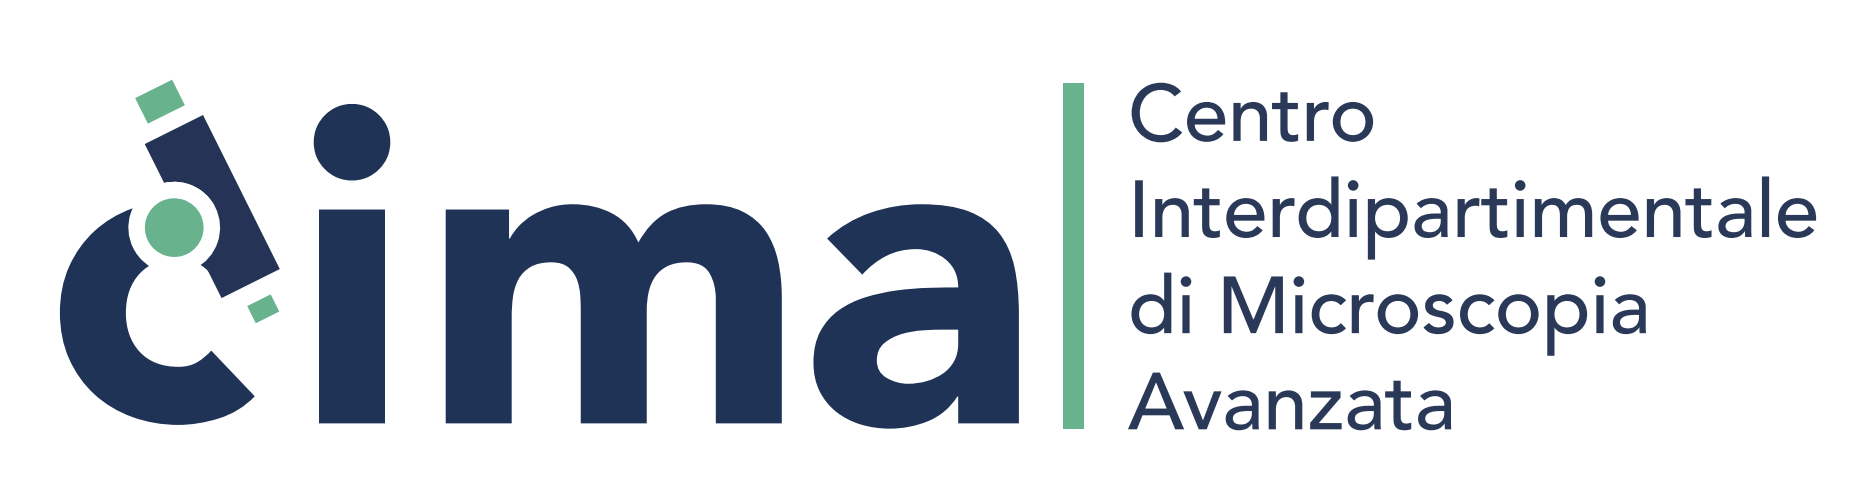 cima
Centro
Interdipartimentale
di Microscopia
Avanzata